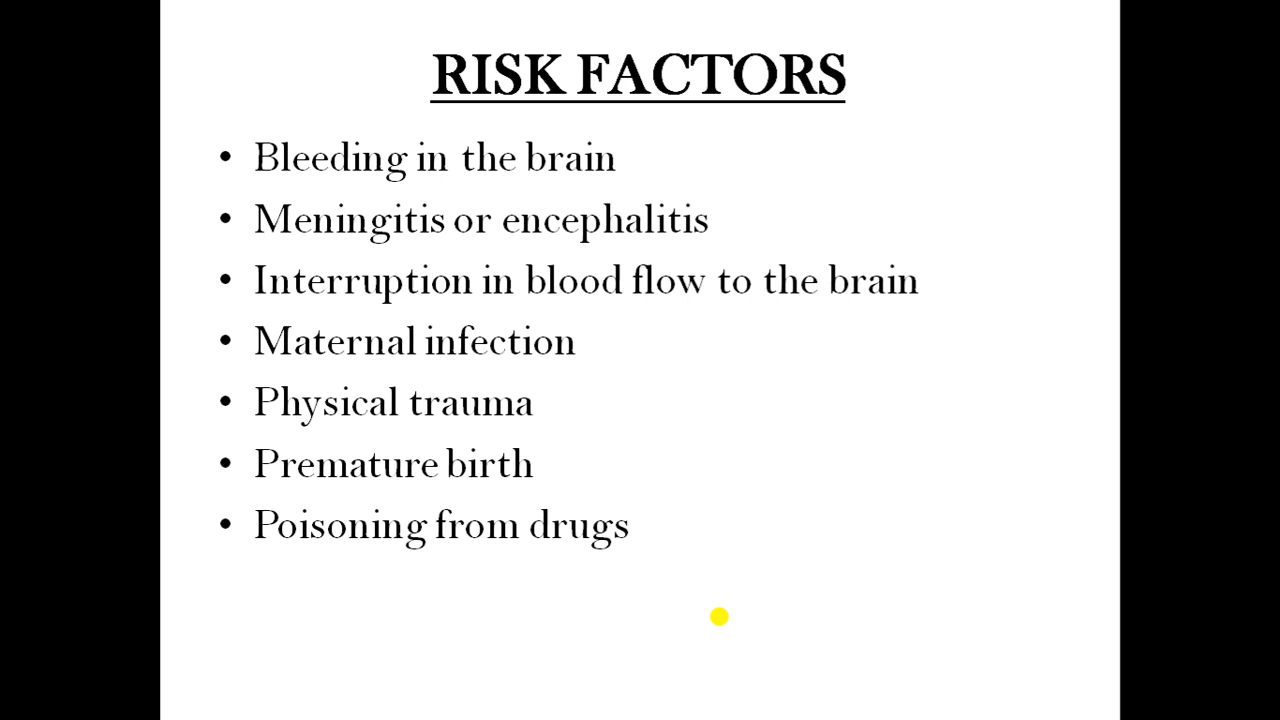 RISK FACTORS
• Bleeding in the brain
• Meningitis or encephalitis
• Interruption in blood flow to the brain
• Maternal infection
• Physical trauma
• Premature birth
• Poisoning from drugs